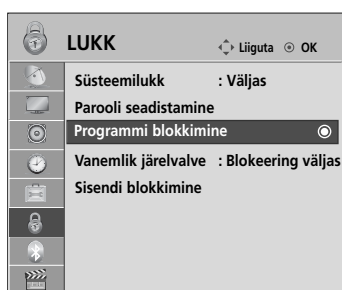 LUKK Liiguta OK
Süsteemilukk : Väljas
Parooli seadistamine
Programmi blokkimine
Vanemlik järelvalve : Blokeering väljas
Sisendi blokkimine